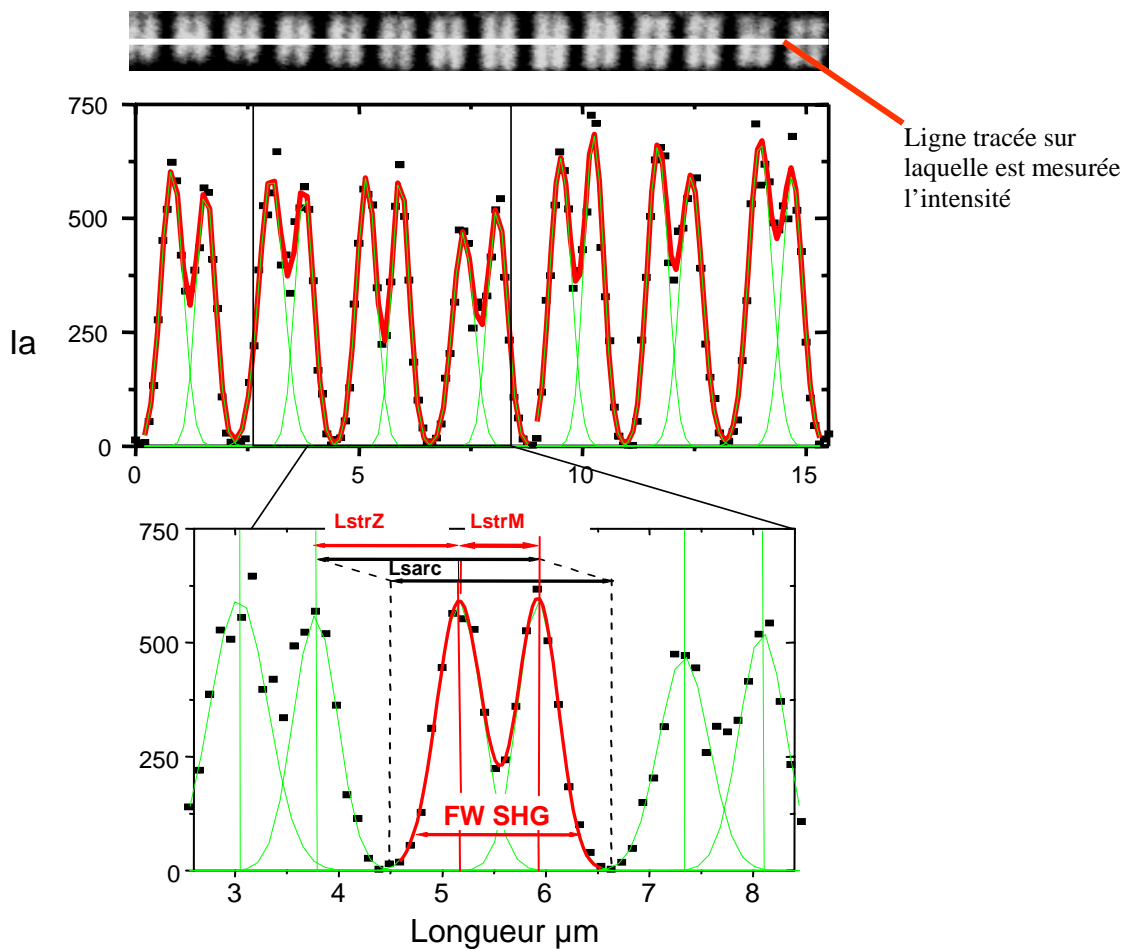 Ligne tracée sur
laquelle est mesurée
l'intensité
750
500
250
0
Ia
0 5 10 15
750
500
250
0
LstrZ LstrM
Lsarc
FW SHG
3 4 5 6 7 8
Longueur µm